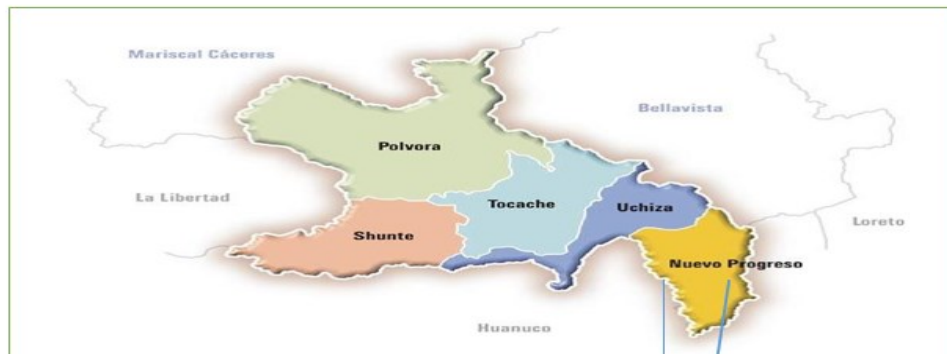 Mariscal Cáceres
Bellavista
Polvora
La Libertad
Tocache
Uchiza
Loreto
Shunte
Nuevo Progreso
Huanuco